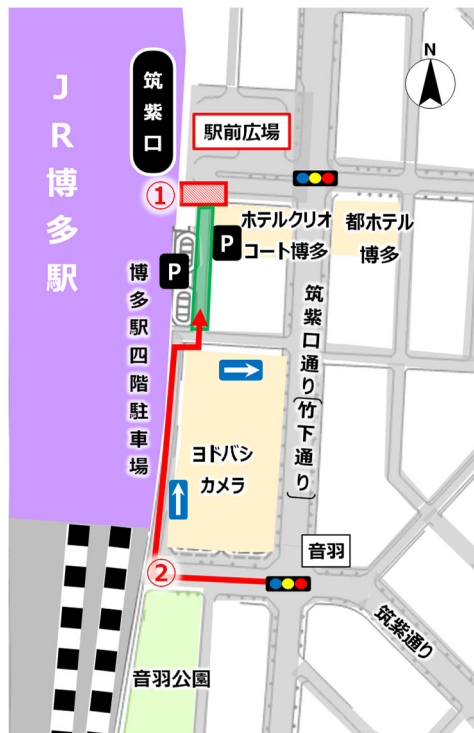 JR博多駅
筑紫口
N
駅前広場
①
P
ホテルクリオ
コート博多
都ホテル
博多
P
博多駅四階駐車場
筑紫口通り(竹下通り)
ヨドバシ
カメラ
音羽
②
筑紫通り
音羽公園